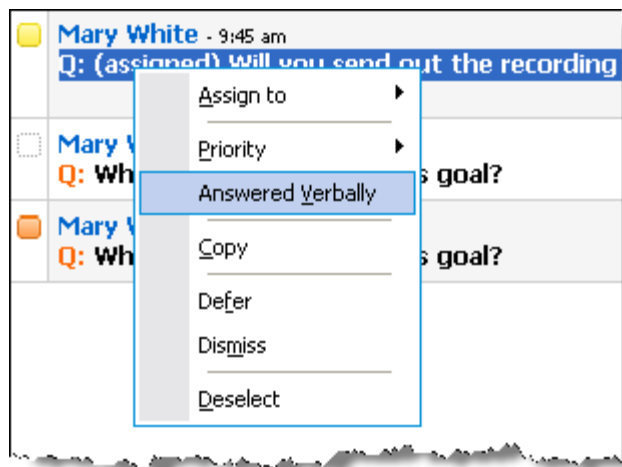 Mary White - 9:45 am
Q: (assigned) Will you send out the recording
Assign to
Mary
Priority
Q: Wh s goal?
Answered Verbally
Mary
Copy
Q: Wh s goal?
Defer
Dismiss
Deselect